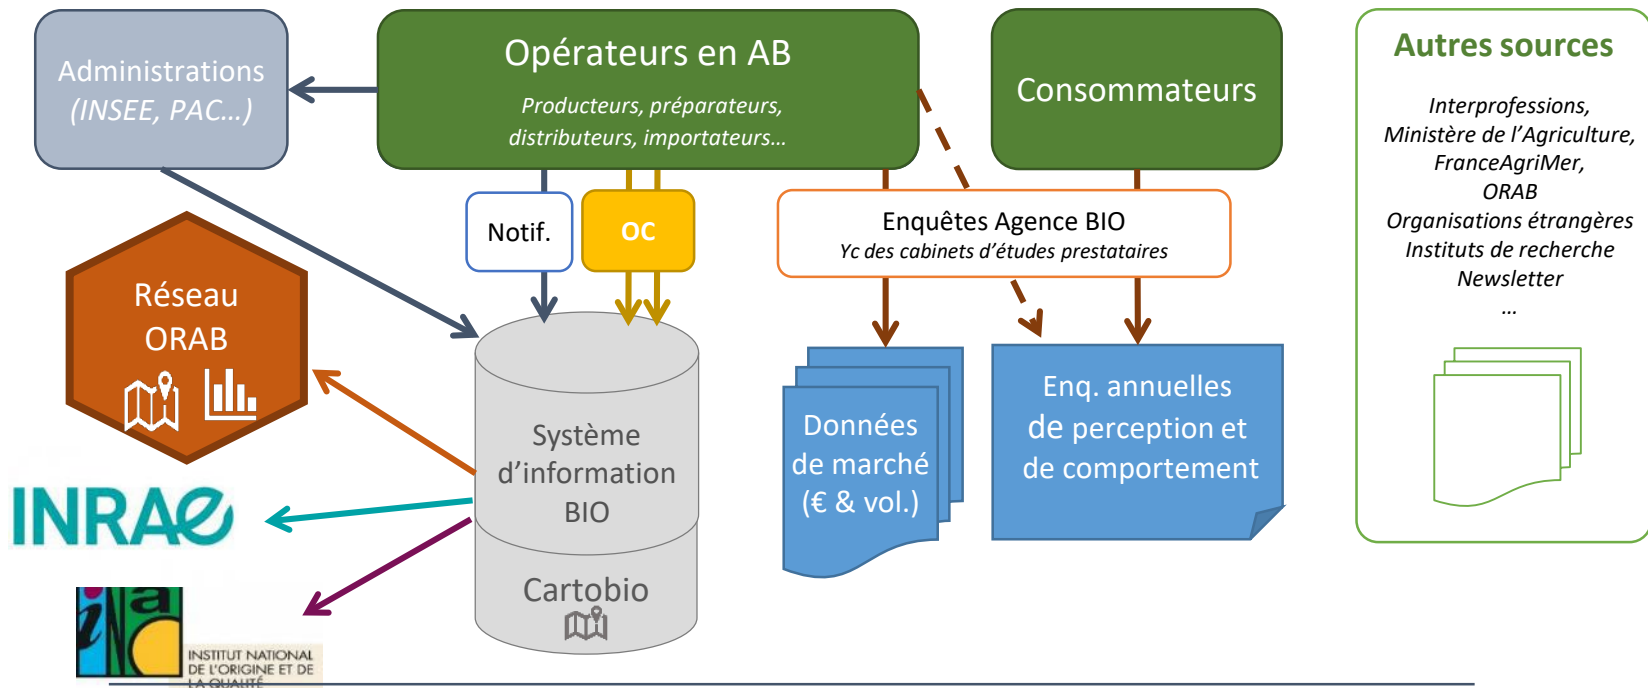 Administrations
(INSEE, PAC…)
Opérateurs en AB
Producteurs, préparateurs,
distributeurs, importateurs…
Consommateurs
Autres sources
Interprofessions,
Ministère de l’Agriculture,
FranceAgriMer,
ORAB
Organisations étrangères
Instituts de recherche
Newsletter
…
Notif.
OC
Enquêtes Agence BIO
Yc des cabinets d’études prestataires
Réseau
ORAB
Système
d’information
BIO
Cartobio
Données
de marché
(€ & vol.)
Enq. annuelles
de perception et
de comportement
INRAE
INAO
INSTITUT NATIONAL
DE L'ORIGINE ET DE
LA QUALITÉ